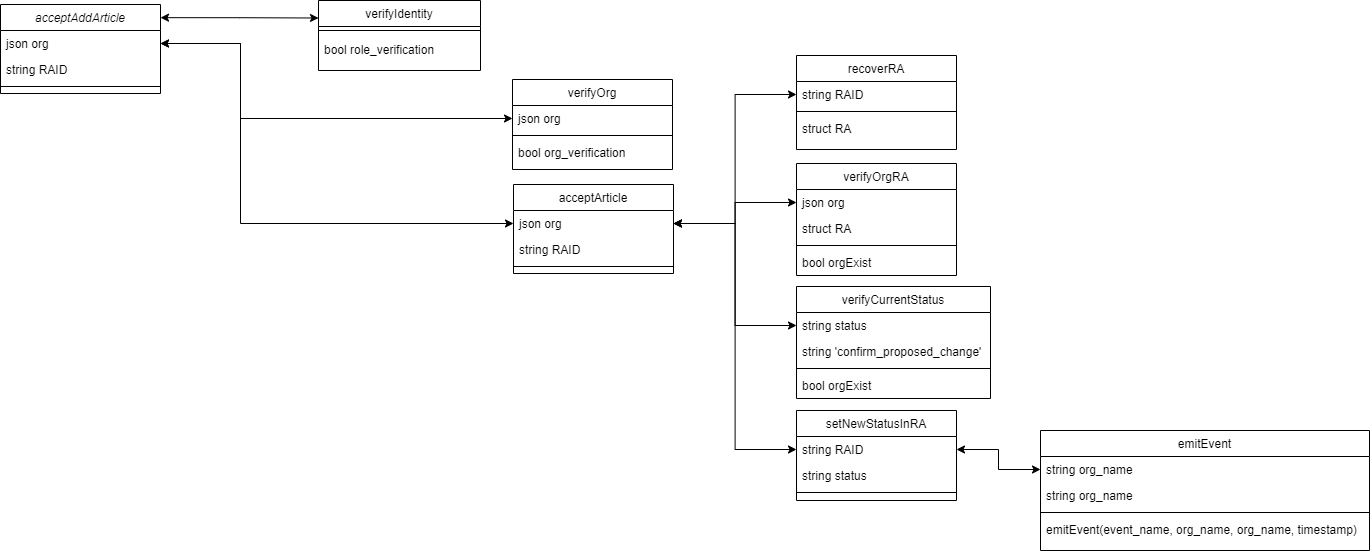 acceptAddArticle
json org
string RAID
verifyIdentity
bool role_verification
verifyOrg
json org
bool org_verification
acceptArticle
json org
string RAID
recoverRA
string RAID
struct RA
verifyOrgRA
json org
struct RA
bool orgExist
verifyCurrentStatus
string status
string 'confirm_proposed_change'
bool orgExist
setNewStatusInRA
string RAID
string status
emitEvent
string org_name
string org_name
emitEvent(event_name, org_name, org_name, timestamp)